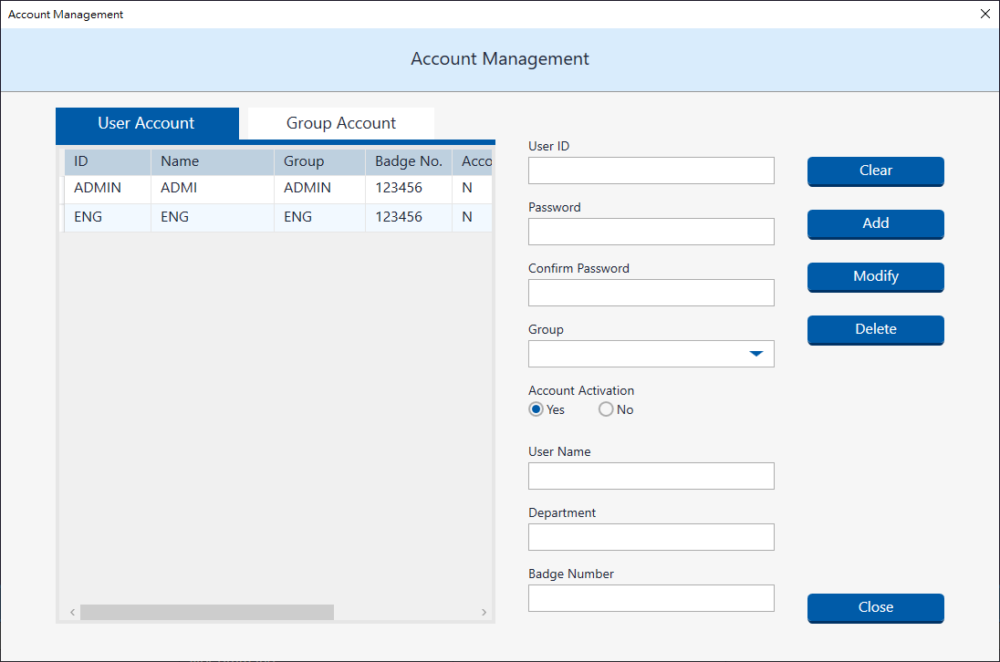 Account Management
Account Management
User Account Group Account
ID Name Group Badge No. Acco
ADMIN ADMI ADMIN 123456 N
ENG ENG ENG 123456 N
User ID
Password
Confirm Password
Group
Account Activation
Yes No
User Name
Department
Badge Number
Clear
Add
Modify
Delete
Close